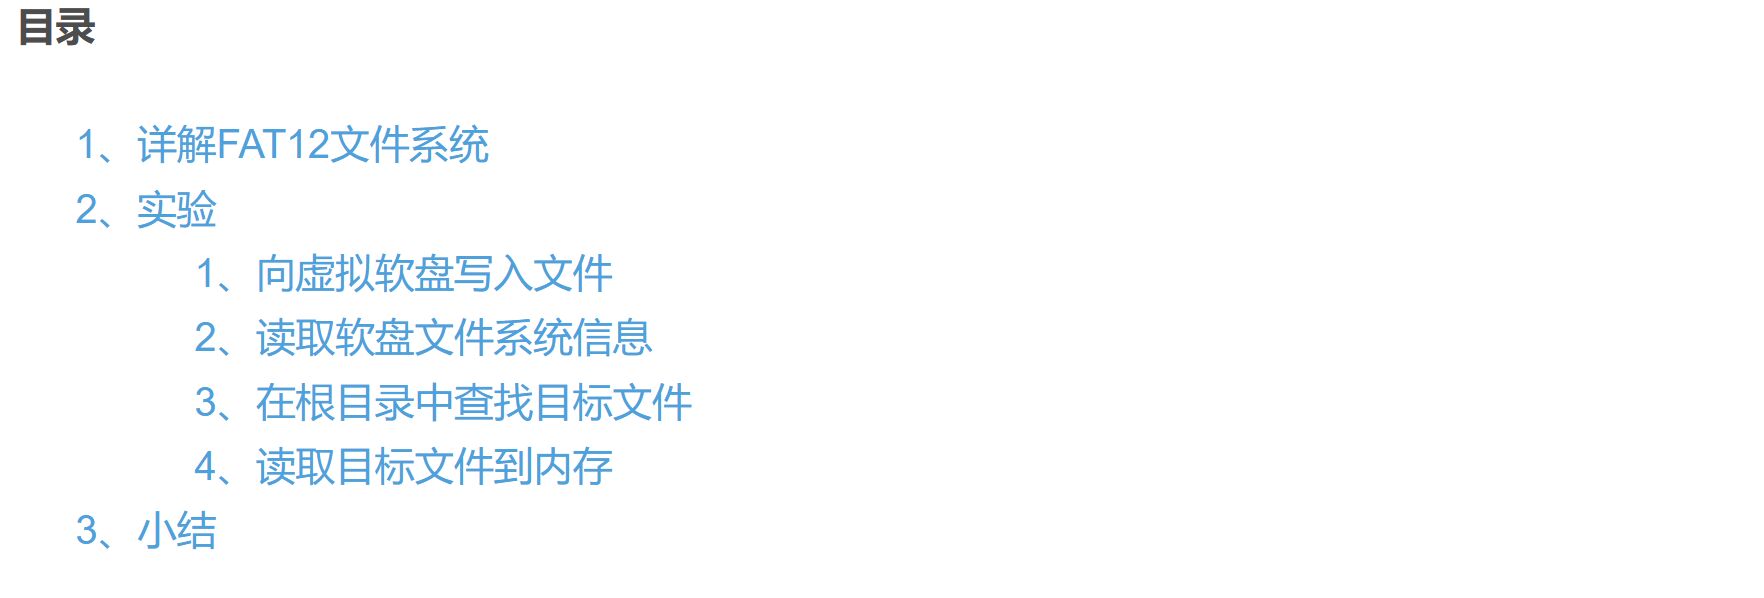 目录
1、详解FAT12文件系统
2、实验
1、向虚拟软盘写入文件
2、读取软盘文件系统信息
3、在根目录中查找目标文件
4、读取目标文件到内存
3、小结